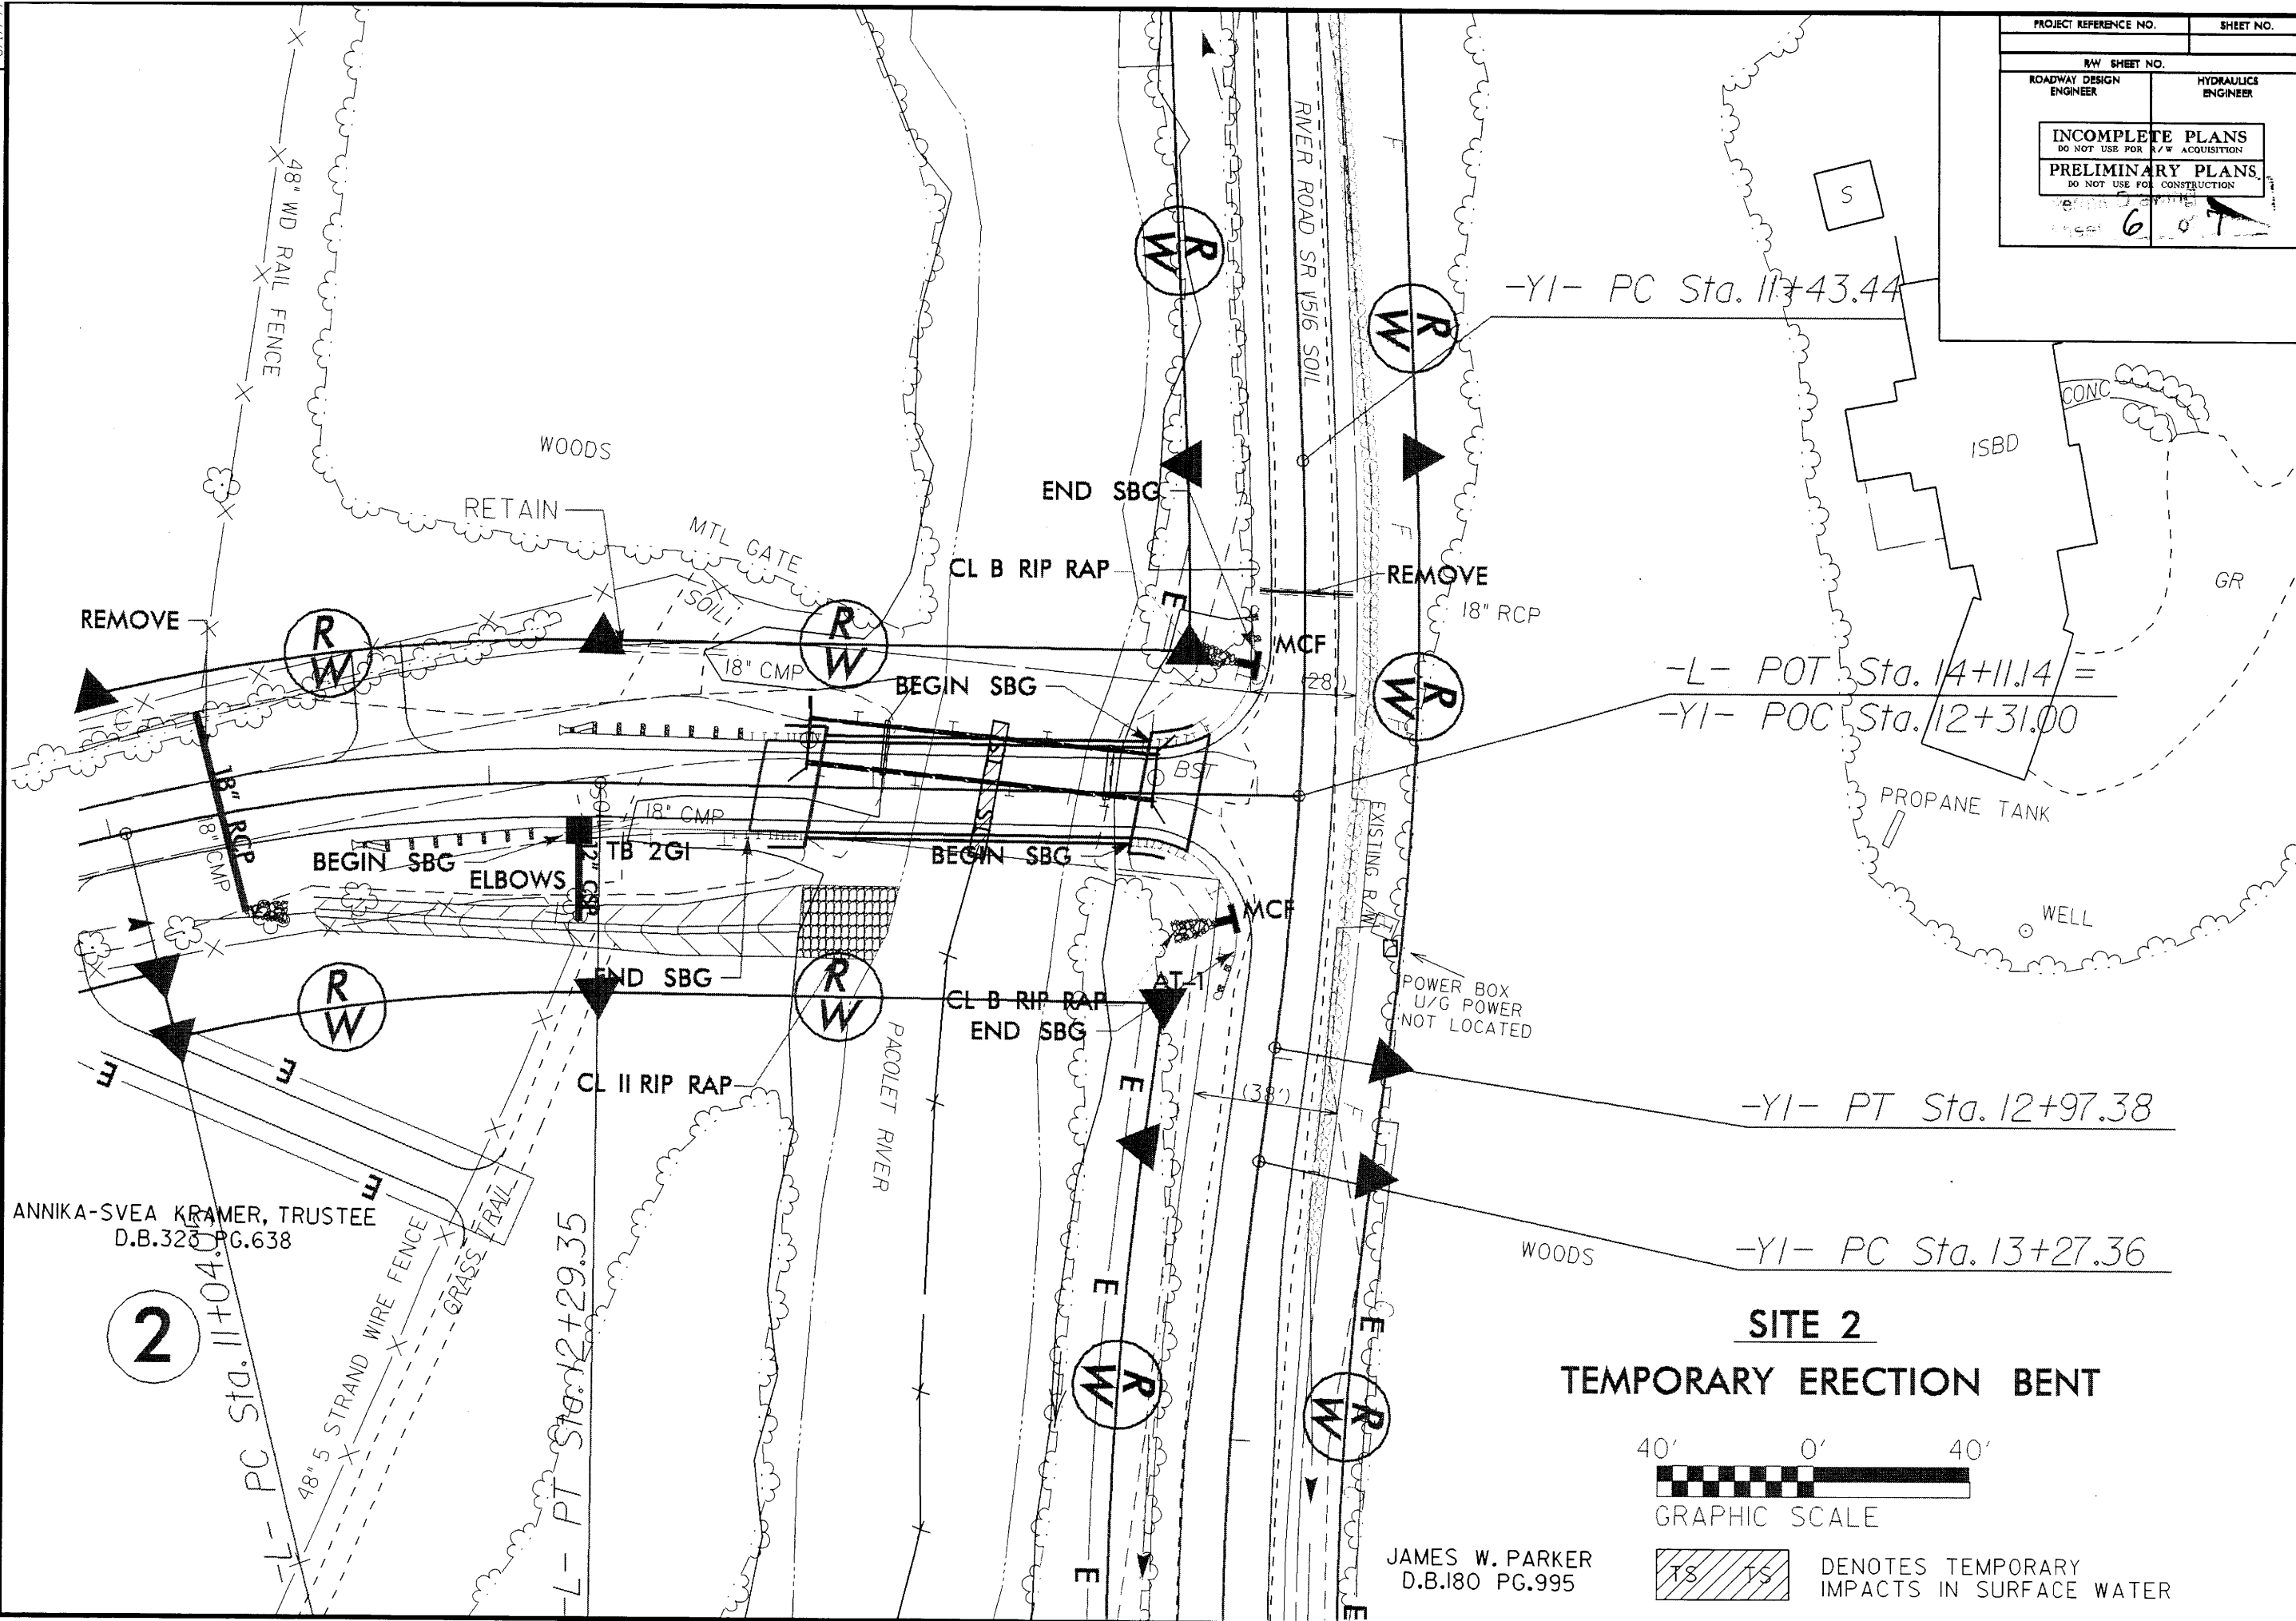 PROJECT REFERENCE NO.
SHEET NO.
R/W SHEET NO.
ROADWAY DESIGN
ENGINEER
HYDRAULICS
ENGINEER
INCOMPLETE PLANS
DO NOT USE FOR R/W ACQUISITION
PRELIMINARY PLANS
DO NOT USE FOR CONSTRUCTION
6
48" WD RAIL FENCE
RIVER ROAD SR 1516 SOIL
F
F
F
F
R
W
R
W
S
-Y1- PC Sta. 11+43.44
CONC
ISBD
GR
WOODS
RETAIN
MTL GATE
SOIL
END SBG
CL B RIP RAP
E
REMOVE
18" RCP
REMOVE
R
W
R
W
18" CMP
BEGIN SBG
MCF
(28')
R
W
-L- POT Sta. 14+11.14 =
-Y1- POC Sta. 12+31.00
BST
18" RCP
18" CMP
SOIL
18" CMP
BEGIN SBG
TB 2GI
ELBOWS
12" CSP
BEGIN SBG
EXISTING R/W
PROPANE TANK
WELL
MCF
AT-1
END SBG
R
W
R
W
CL B RIP RAP
END SBG
POWER BOX
U/G POWER
NOT LOCATED
E
E
E
CL II RIP RAP
PACOLET RIVER
E
(38')
-Y1- PT Sta. 12+97.38
ANNIKA-SVEA KRAMER, TRUSTEE
D.B.323 PG.638
2
-L- PC Sta. 11+04.0
48" 5 STRAND WIRE FENCE
GRASS TRAIL
-L- PT Sta. 12+29.35
WOODS
-Y1- PC Sta. 13+27.36
E
E
R
W
R
W
SITE 2
TEMPORARY ERECTION BENT
40' 0' 40'
GRAPHIC SCALE
E
E
JAMES W. PARKER
D.B.180 PG.995
TS TS
DENOTES TEMPORARY
IMPACTS IN SURFACE WATER